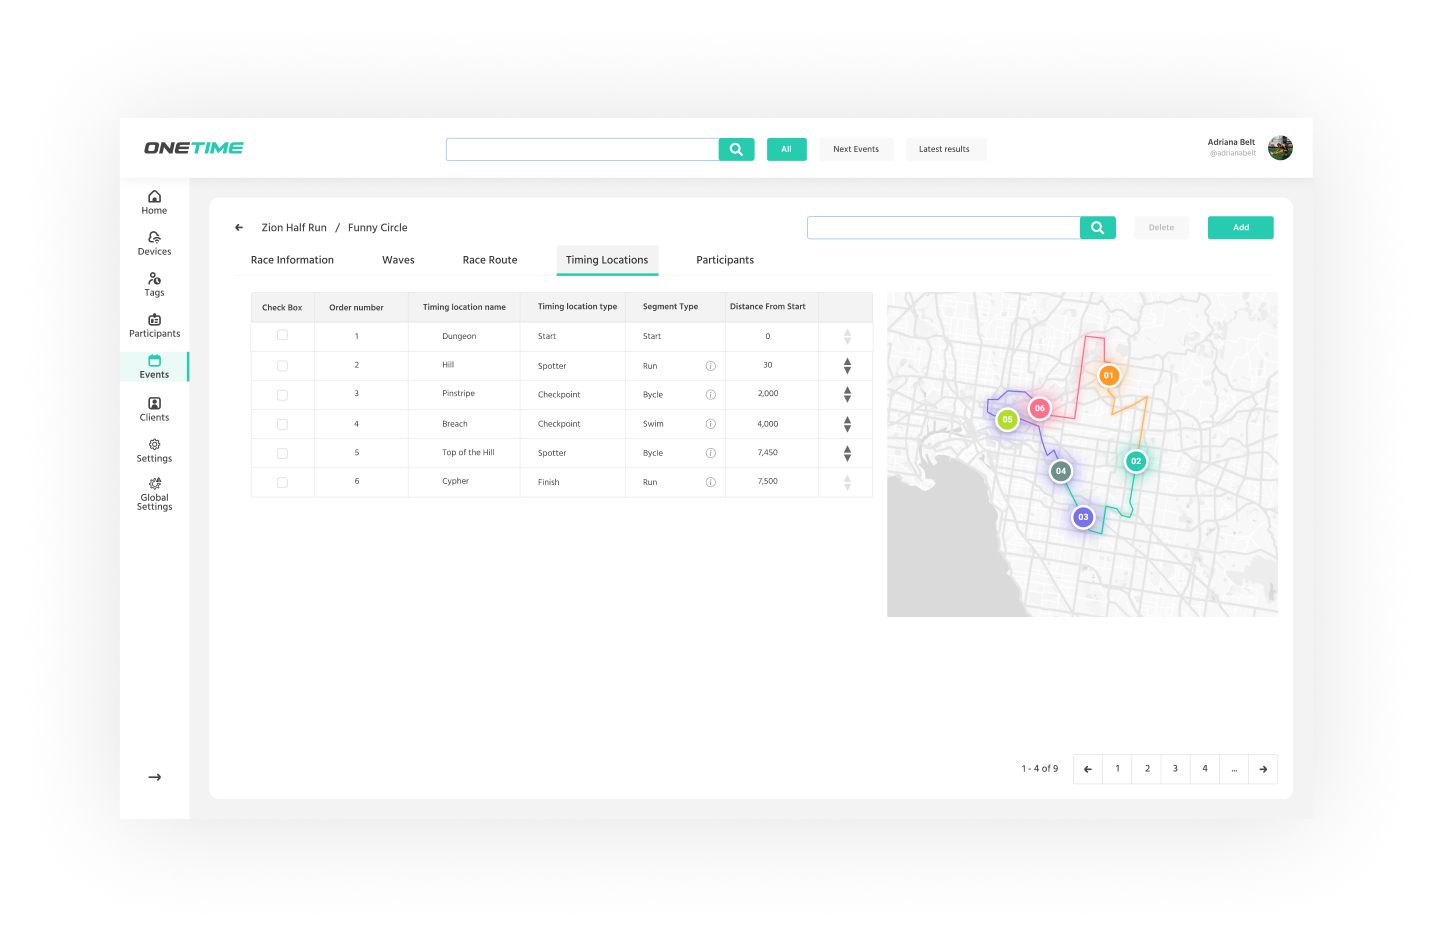 ONETIME
All
Next Events
Latest results
Adriana Belt
@adrianabelt
Home
Devices
Tags
Participants
Events
Clients
Settings
Global
Settings
Zion Half Run / Funny Circle
Delete
Add
Race Information
Waves
Race Route
Timing Locations
Participants
Check Box Order number Timing location name Timing location type Segment Type Distance From Start
1 Dungeon Start Start 0
2 Hill Spotter Run 30
3 Pinstripe Checkpoint Bycle 2,000
4 Breach Checkpoint Swim 4,000
5 Top of the Hill Spotter Bycle 7,450
6 Cypher Finish Run 7,500
01
06
05
02
04
03
1 - 4 of 9
1 2 3 4 ...